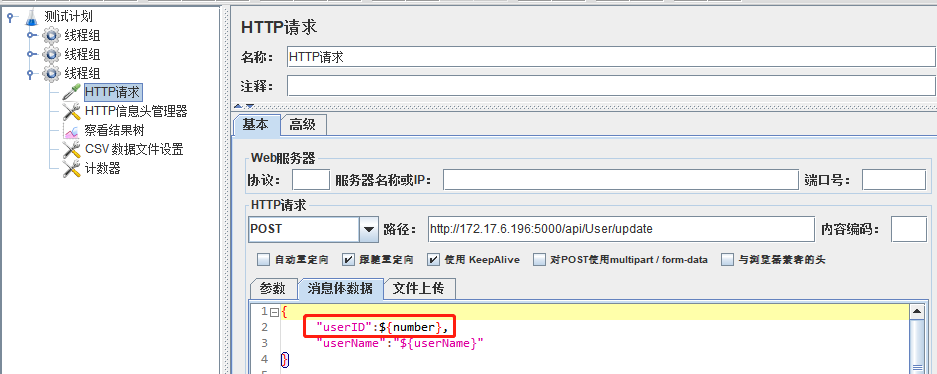 测试计划
线程组
线程组
线程组
HTTP请求
HTTP信息头管理器
察看结果树
CSV 数据文件设置
计数器
HTTP请求
名称： HTTP请求
注释：
基本 高级
Web服务器
协议： 服务器名称或IP： 端口号：
HTTP请求
POST 路径： http://172.17.6.196:5000/api/User/update 内容编码：
自动重定向 跟随重定向 使用 KeepAlive 对POST使用multipart / form-data 与浏览器兼容的头
参数 消息体数据 文件上传
1 {
2 "userID":${number},
3 "userName":"${userName}"
4 }